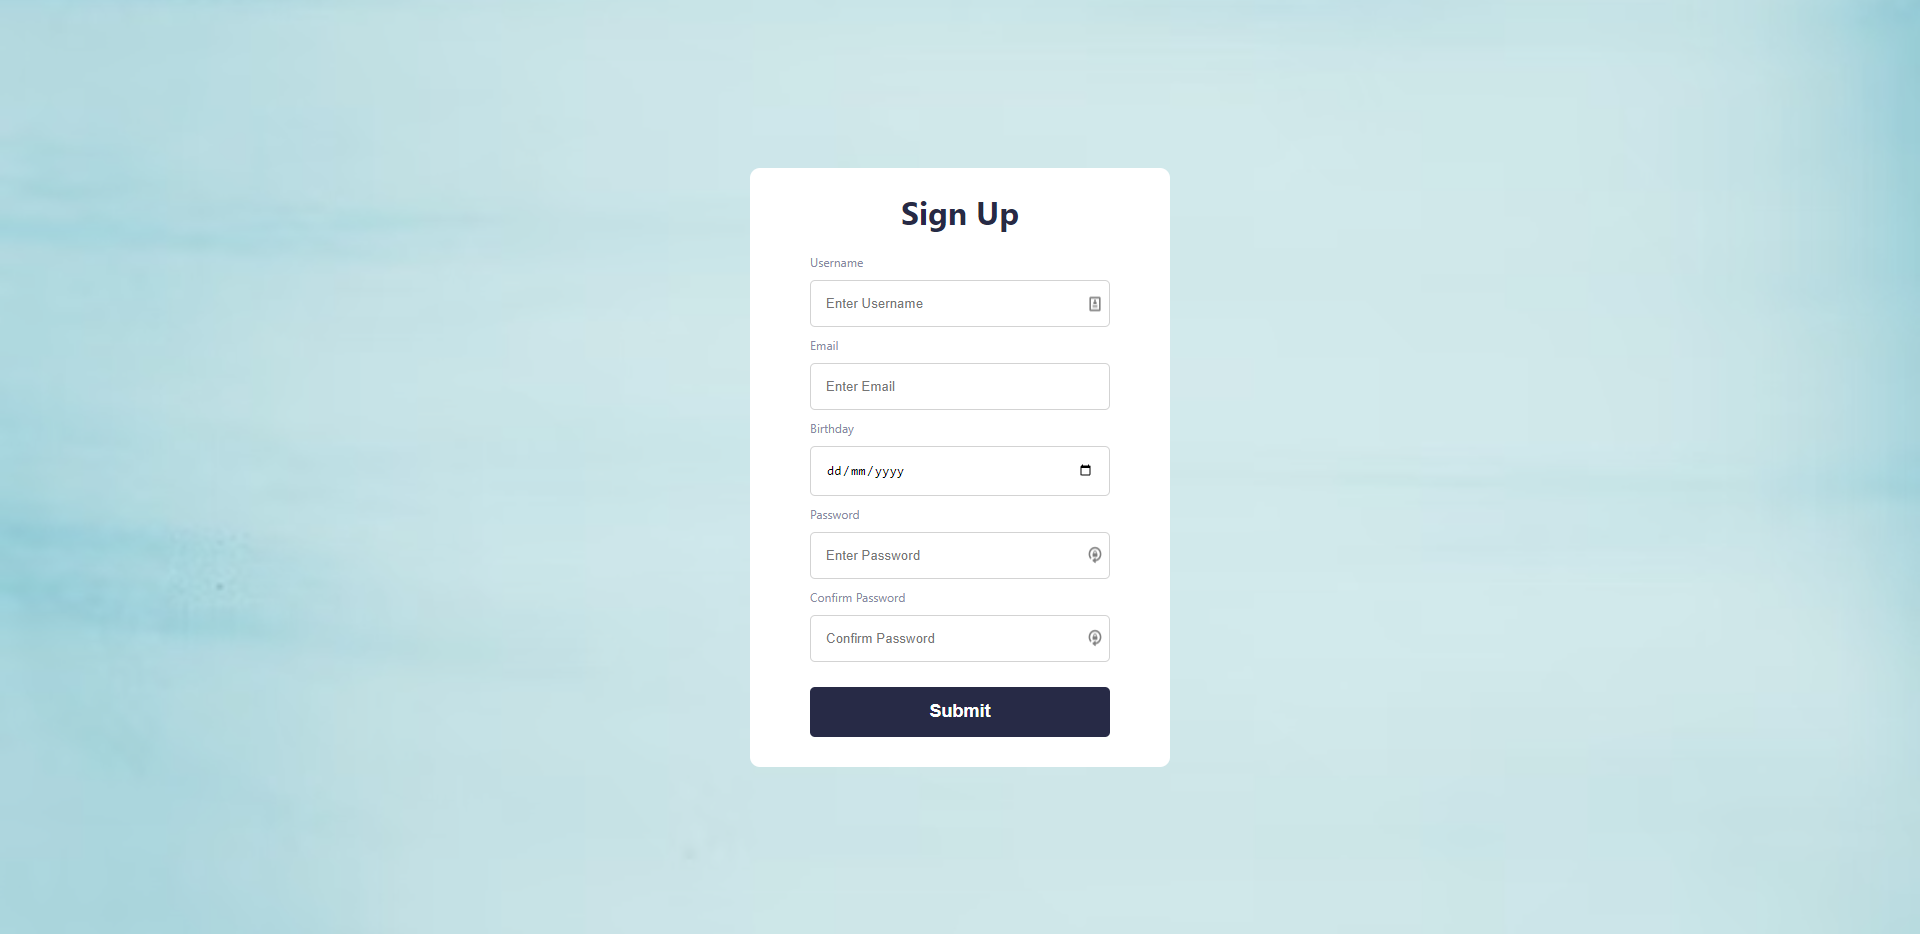 Sign Up
Username
Enter Username
Email
Enter Email
Birthday
dd/mm/yyyy
Password
Enter Password
Confirm Password
Confirm Password
Submit